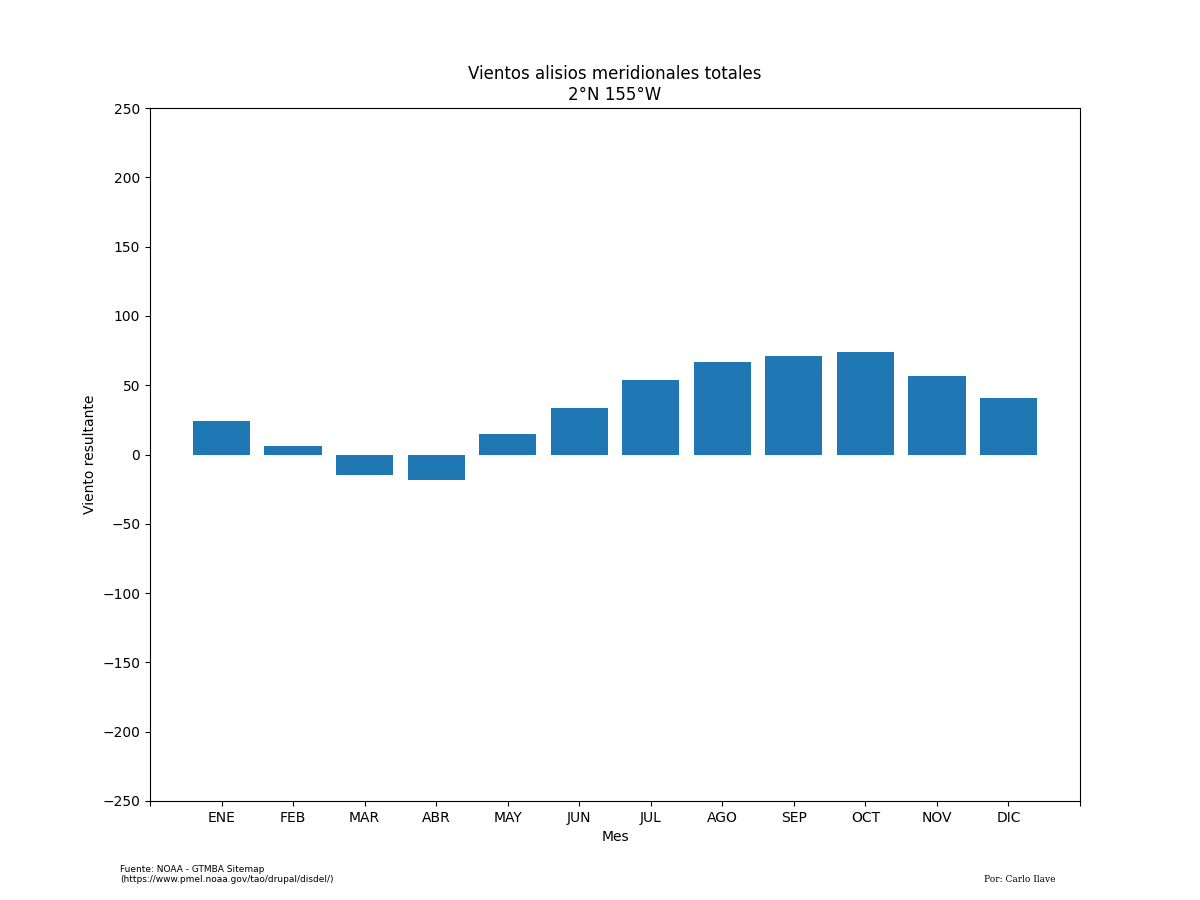 Vientos alisios meridionales totales
2°N 155°W
250
200
150
100
50
0
−50
−100
−150
−200
−250
Viento resultante
ENE FEB MAR ABR MAY JUN JUL AGO SEP OCT NOV DIC
Mes
Fuente: NOAA - GTMBA Sitemap
(https://www.pmel.noaa.gov/tao/drupal/disdel/)
Por: Carlo Ilave